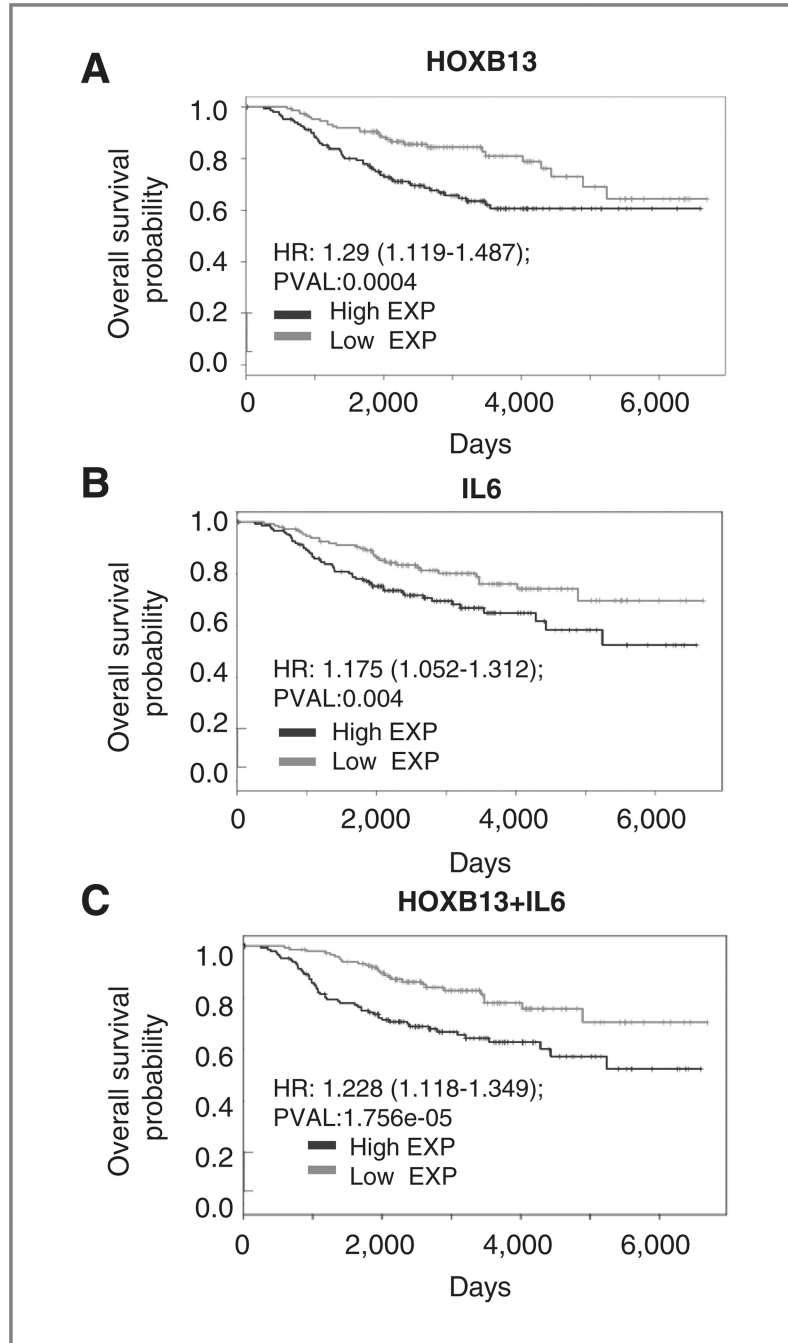 A
HOXB13
Overall survival
probability
1.0
0.8
0.6
0.4
0.2
0.0
HR: 1.29 (1.119-1.487);
PVAL:0.0004
High EXP
Low EXP
0 2,000 4,000 6,000
Days
B
IL6
Overall survival
probability
1.0
0.8
0.6
0.4
0.2
0.0
HR: 1.175 (1.052-1.312);
PVAL:0.004
High EXP
Low EXP
0 2,000 4,000 6,000
Days
C
HOXB13+IL6
Overall survival
probability
1.0
0.8
0.6
0.4
0.2
0.0
HR: 1.228 (1.118-1.349);
PVAL:1.756e-05
High EXP
Low EXP
0 2,000 4,000 6,000
Days